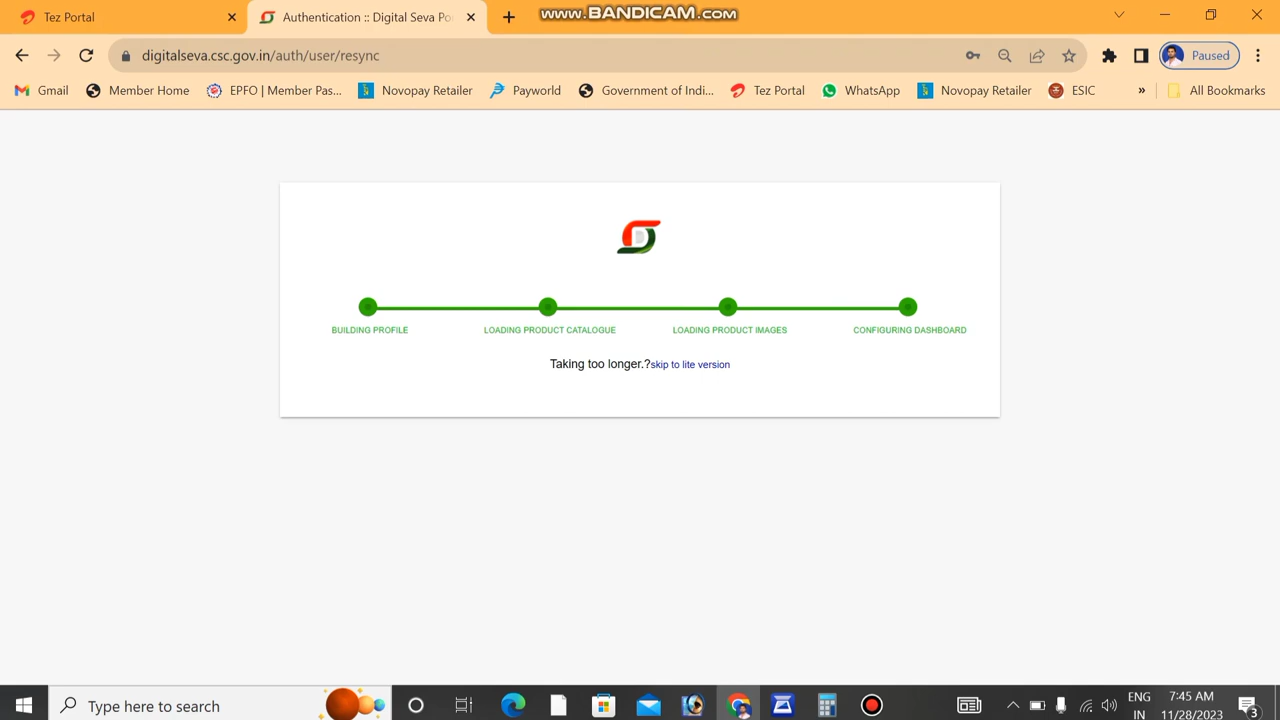 www.BANDICAM.com
Tez Portal
Authentication :: Digital Seva Po
digitalseva.csc.gov.in/auth/user/resync
Paused
Gmail
Member Home
EPFO | Member Pas...
Novopay Retailer
Payworld
Government of Indi...
Tez Portal
WhatsApp
Novopay Retailer
ESIC
»
All Bookmarks
BUILDING PROFILE
LOADING PRODUCT CATALOGUE
LOADING PRODUCT IMAGES
CONFIGURING DASHBOARD
Taking too longer.?skip to lite version
Type here to search
ENG
IN
7:45 AM
11/28/2023
3